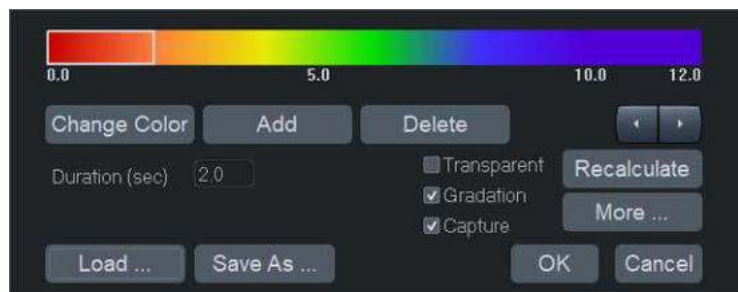 0.0 5.0 10.0 12.0
Change Color Add Delete
Duration (sec) 2.0 Transparent Recalculate
Gradation
Capture More ...
Load ... Save As ... OK Cancel